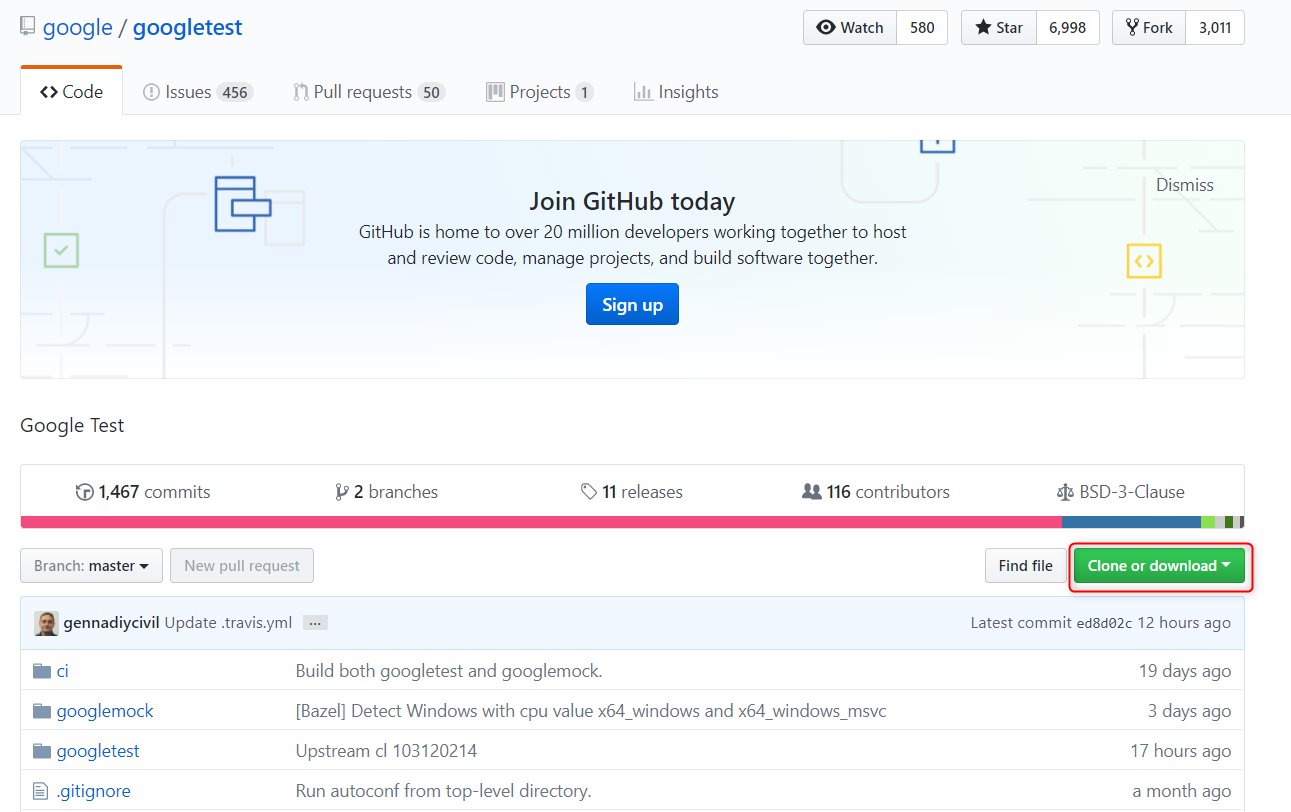 google / googletest
Watch 580 Star 6,998 Fork 3,011
Code Issues 456 Pull requests 50 Projects 1 Insights
Join GitHub today
Dismiss
GitHub is home to over 20 million developers working together to host
and review code, manage projects, and build software together.
Sign up
Google Test
1,467 commits 2 branches 11 releases 116 contributors BSD-3-Clause
Branch: master New pull request Find file Clone or download
gennadiycivil Update .travis.yml ... Latest commit ed8d02c 12 hours ago
ci Build both googletest and googlemock. 19 days ago
googlemock [Bazel] Detect Windows with cpu value x64_windows and x64_windows_msvc 3 days ago
googletest Upstream cl 103120214 17 hours ago
.gitignore Run autoconf from top-level directory. a month ago